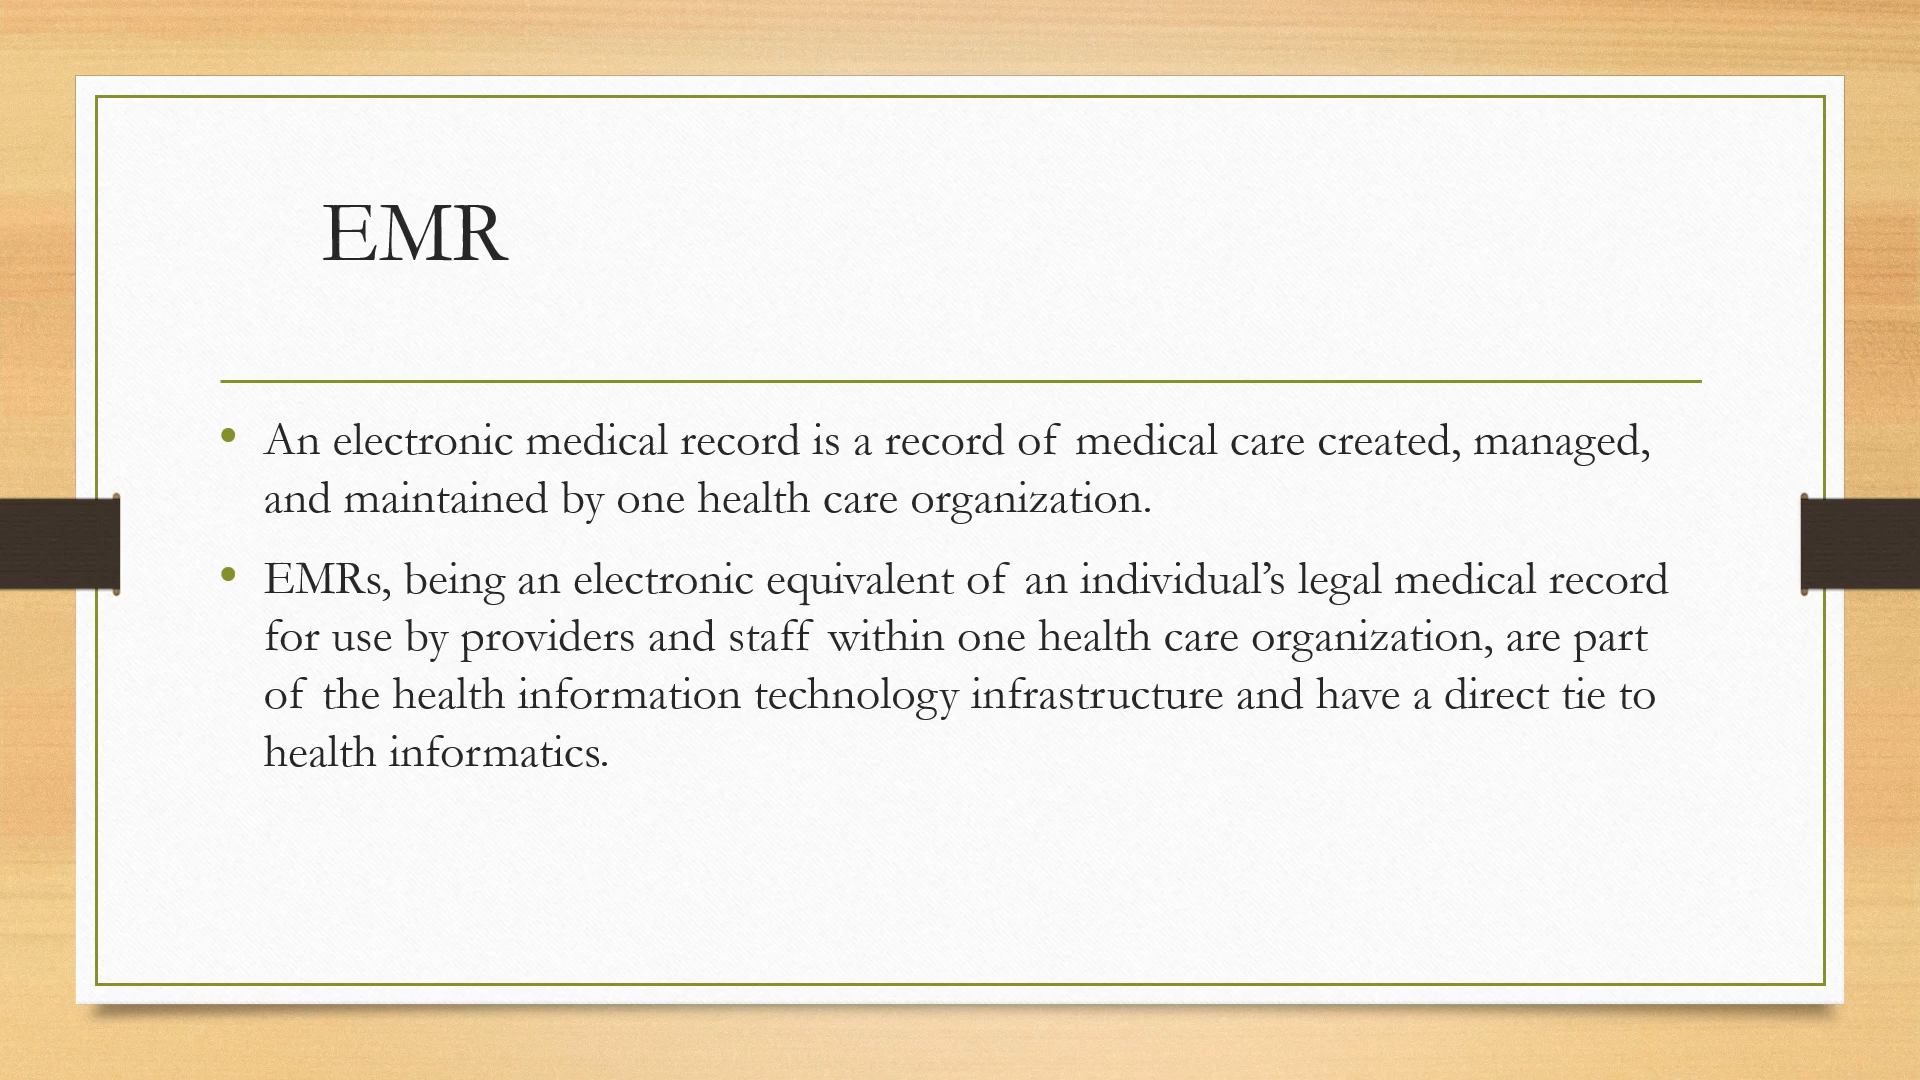 EMR
• An electronic medical record is a record of medical care created, managed,
and maintained by one health care organization.
• EMRs, being an electronic equivalent of an individual’s legal medical record
for use by providers and staff within one health care organization, are part
of the health information technology infrastructure and have a direct tie to
health informatics.